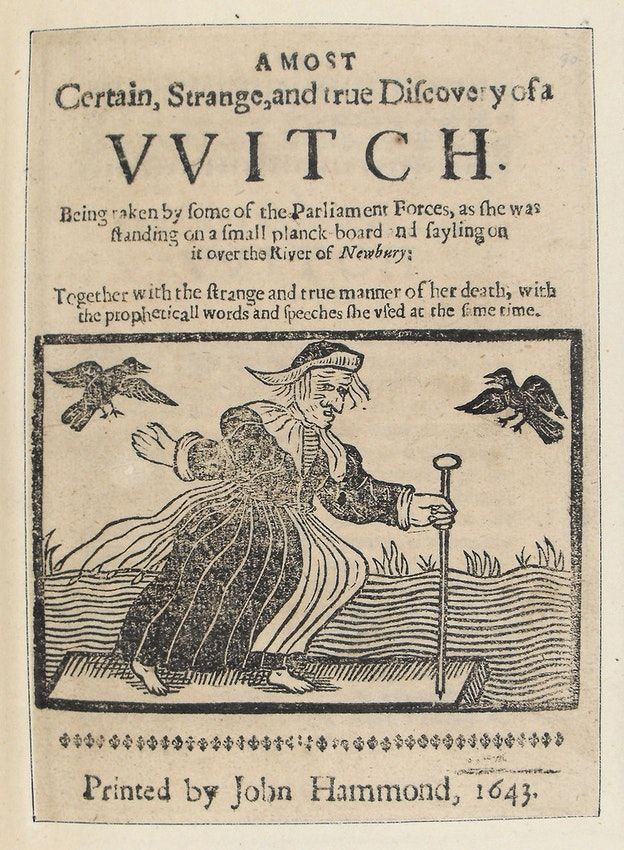 A MOST
Certain, Strange, and true Diſcovery of a
VVITCH.
Being taken by ſome of the Parliament Forces, as ſhe was
ſtanding on a ſmall planck-board and ſayling on
it over the River of Newbury:
Together with the ſtrange and true manner of her death, with
the propheticall words and ſpeeches ſhe vſed at the ſame time.
Printed by John Hammond, 1643.